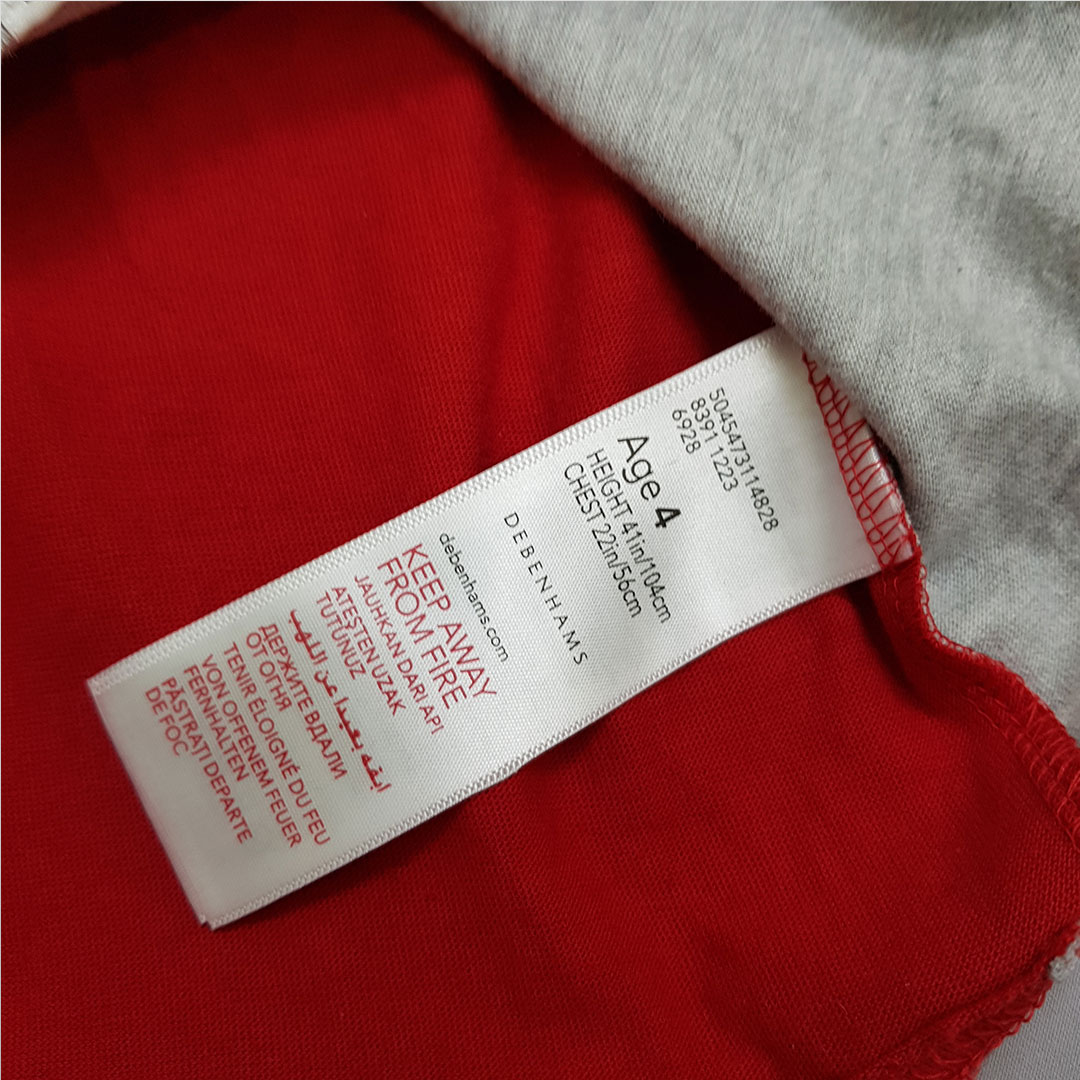 5045473114828
8391 1223
6928
Age 4
HEIGHT 41in/104cm
CHEST 22in/56cm
DEBENHAMS
debenhams.com
KEEP AWAY
FROM FIRE
JAUHKAN DARI API
ATEŞTEN UZAK
TUTUNUZ
ابقه بعيدا عن اللهب
ДЕРЖИТЕ ВДАЛИ
ОТ ОГНЯ
TENIR ÉLOIGNÉ DU FEU
VON OFFENEM FEUER
FERNHALTEN
PĂSTRAȚI DEPARTE
DE FOC